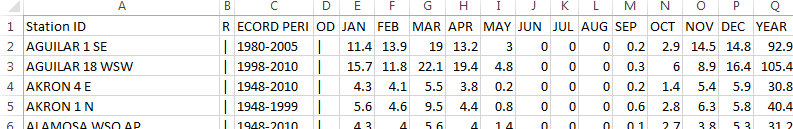 A B C D E F G H I J K L M N O P Q
1 Station ID R ECORD PERI OD JAN FEB MAR APR MAY JUN JUL AUG SEP OCT NOV DEC YEAR
2 AGUILAR 1 SE | 1980-2005 | 11.4 13.9 19 13.2 3 0 0 0 0.2 2.9 14.5 14.8 92.9
3 AGUILAR 18 WSW | 1998-2010 | 15.7 11.8 22.1 19.4 4.8 0 0 0 0.3 6 8.9 16.4 105.4
4 AKRON 4 E | 1948-2010 | 4.3 4.1 5.5 3.8 0.2 0 0 0 0.2 1.4 5.4 5.9 30.8
5 AKRON 1 N | 1948-1999 | 5.6 4.6 9.5 4.4 0.8 0 0 0 0.6 2.8 6.3 5.8 40.4
6 ALAMOSA WSO AP | 1948-2010 | 4.3 4 5.6 4 1.4 0 0 0 0.1 2.7 3.8 5.3 31.2